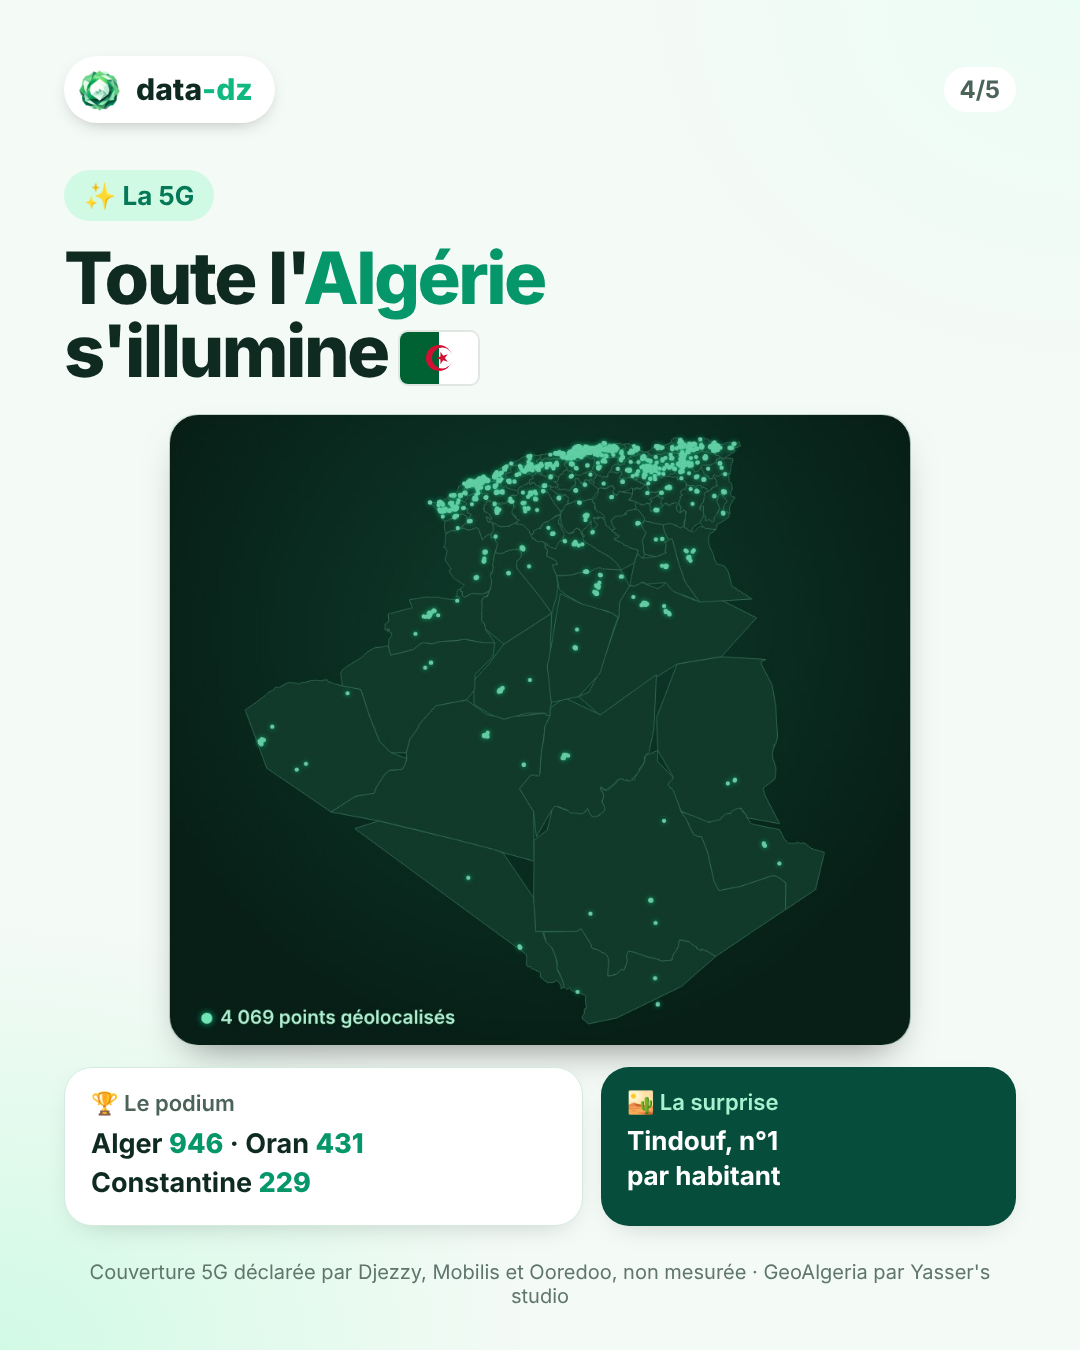 data-dz
4/5
✨ La 5G
Toute l'Algérie
s'illumine
4 069 points géolocalisés
🏆 Le podium
Alger 946 · Oran 431
Constantine 229
🏜️ La surprise
Tindouf, n°1
par habitant
Couverture 5G déclarée par Djezzy, Mobilis et Ooredoo, non mesurée · GeoAlgeria par Yasser's
studio